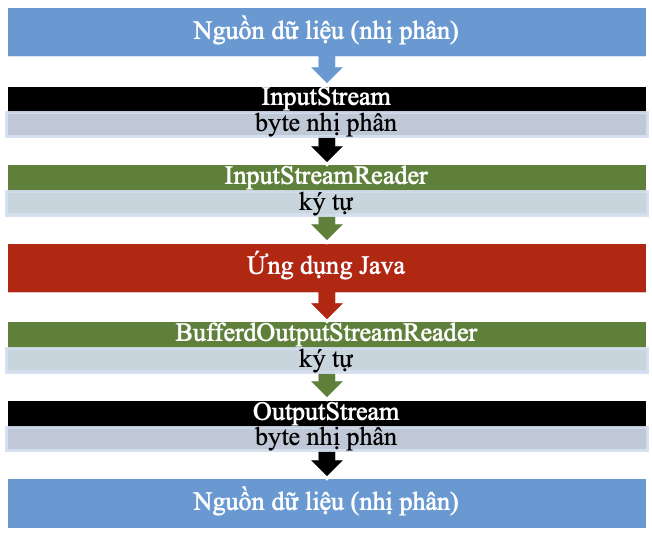 Nguồn dữ liệu (nhị phân)
InputStream
byte nhị phân
InputStreamReader
ký tự
Ứng dụng Java
BufferdOutputStreamReader
ký tự
OutputStream
byte nhị phân
Nguồn dữ liệu (nhị phân)